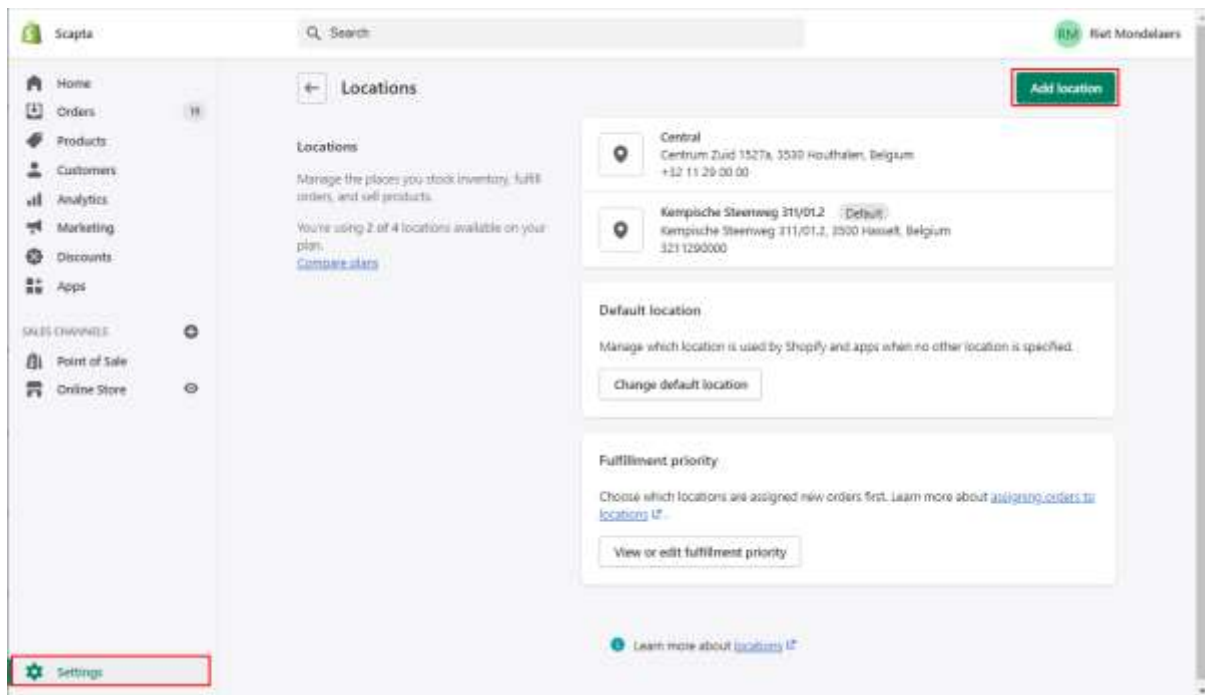 Scapta
Search
RM
Riet Mondelaers
Home
Orders
19
Products
Customers
Analytics
Marketing
Discounts
Apps
SALES CHANNELS
Point of Sale
Online Store
Settings
Locations
Add location
Locations
Manage the places you stock inventory, fulfill
orders, and sell products.
You're using 2 of 4 locations available on your
plan.
Compare plans
Central
Centrum Zuid 1527a, 3530 Houthalen, Belgium
+32 11 29 00 00
Kempische Steenweg 311/01.2 Default
Kempische Steenweg 311/01.2, 3500 Hasselt, Belgium
3211290000
Default location
Manage which location is used by Shopify and apps when no other location is specified.
Change default location
Fulfillment priority
Choose which locations are assigned new orders first. Learn more about assigning orders to
locations .
View or edit fulfillment priority
Learn more about locations